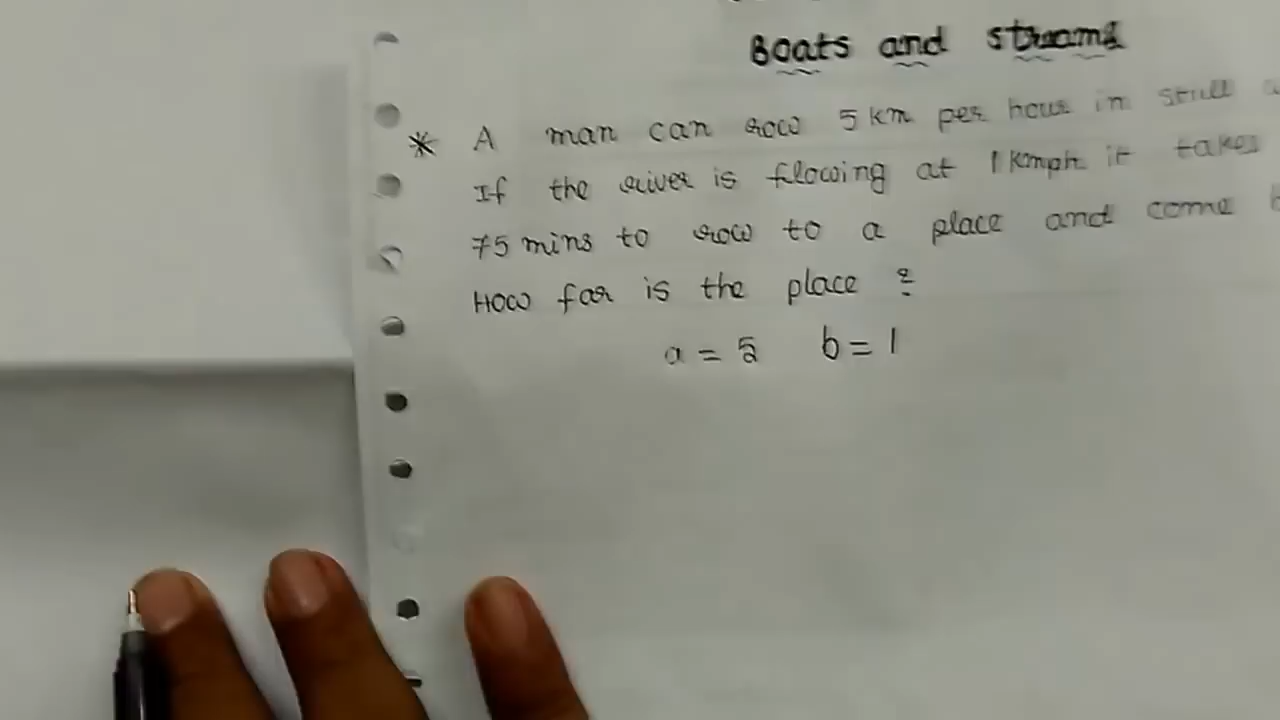 Boats and streams
* A man can row 5 km per hour in still
If the river is flowing at 1 kmph it takes
75 mins to row to a place and come
How far is the place ?
a = 5 b = 1